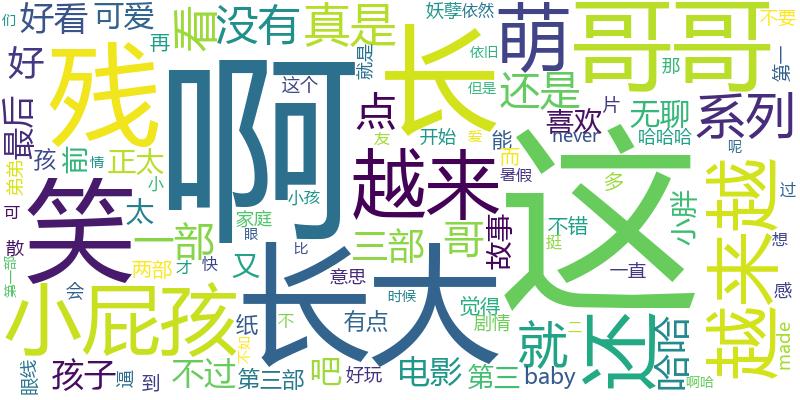 们
好看
可爱
看
没有
真是
妖孽依然
不要
再
就是
长
萌
哥哥
依旧
那
第一
好
残
啊
这个
但是
还是
片
最后
点
喜欢
无聊
系列
孩
前
情
正太
友
开始
爱
能
never
哈哈哈
呢
弟弟
小
越来
而
暑假
这
多
小胖
越来越
过
可
笑
太
家庭
小孩
哥
故事
不错
挺
想
散
一部
眼
比
三部
一直
感
第一部
两部
才
快
又
长大
意思
会
小屁孩
时候
觉得
纸
不
有点
剧情
就
二
还
哈哈
made
眼线
孩子
逼
到
不过
不如
第三部
吧
好玩
电影
第三
baby
啊哈